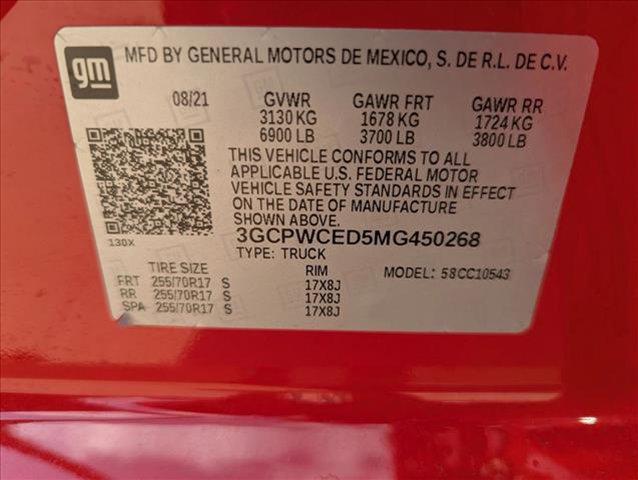 gm
MFD BY GENERAL MOTORS DE MEXICO, S. DE R.L. DE C.V.
08/21 GVWR GAWR FRT GAWR RR
3130 KG 1678 KG 1724 KG
6900 LB 3700 LB 3800 LB
THIS VEHICLE CONFORMS TO ALL
APPLICABLE U.S. FEDERAL MOTOR
VEHICLE SAFETY STANDARDS IN EFFECT
ON THE DATE OF MANUFACTURE
SHOWN ABOVE.
130X
3GCPWCED5MG450268
TYPE: TRUCK
TIRE SIZE RIM MODEL: 58CC10543
FRT 255/70R17 S 17X8J
RR 255/70R17 S 17X8J
SPA 255/70R17 S 17X8J